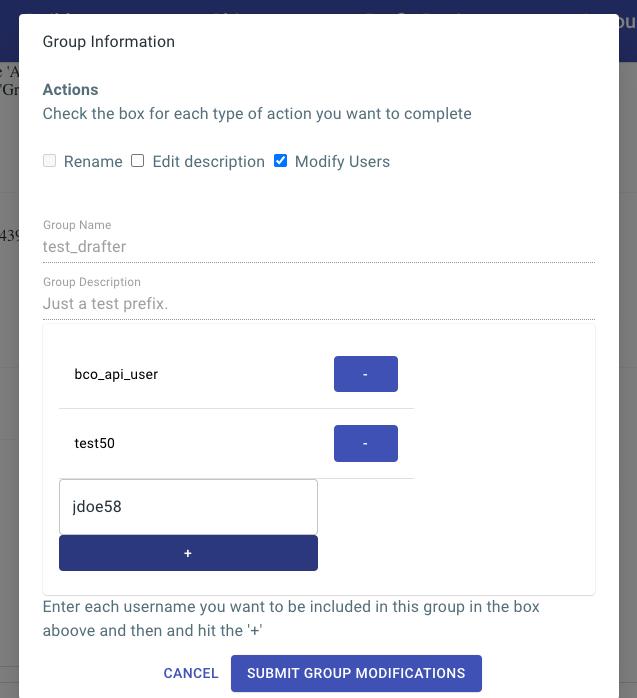 Group Information
Actions
Check the box for each type of action you want to complete
Rename Edit description Modify Users
Group Name
test_drafter
Group Description
Just a test prefix.
bco_api_user -
test50 -
jdoe58
+
Enter each username you want to be included in this group in the box
aboove and then and hit the '+'
CANCEL SUBMIT GROUP MODIFICATIONS